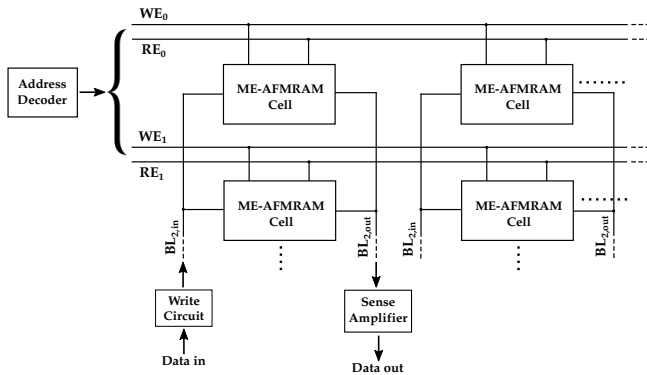 WE0
RE0
Address
Decoder
ME-AFMRAM
Cell
ME-AFMRAM
Cell
WE1
RE1
ME-AFMRAM
Cell
ME-AFMRAM
Cell
BL2,in
BL2,out
BL2,in
BL2,out
Write
Circuit
Sense
Amplifier
Data in
Data out